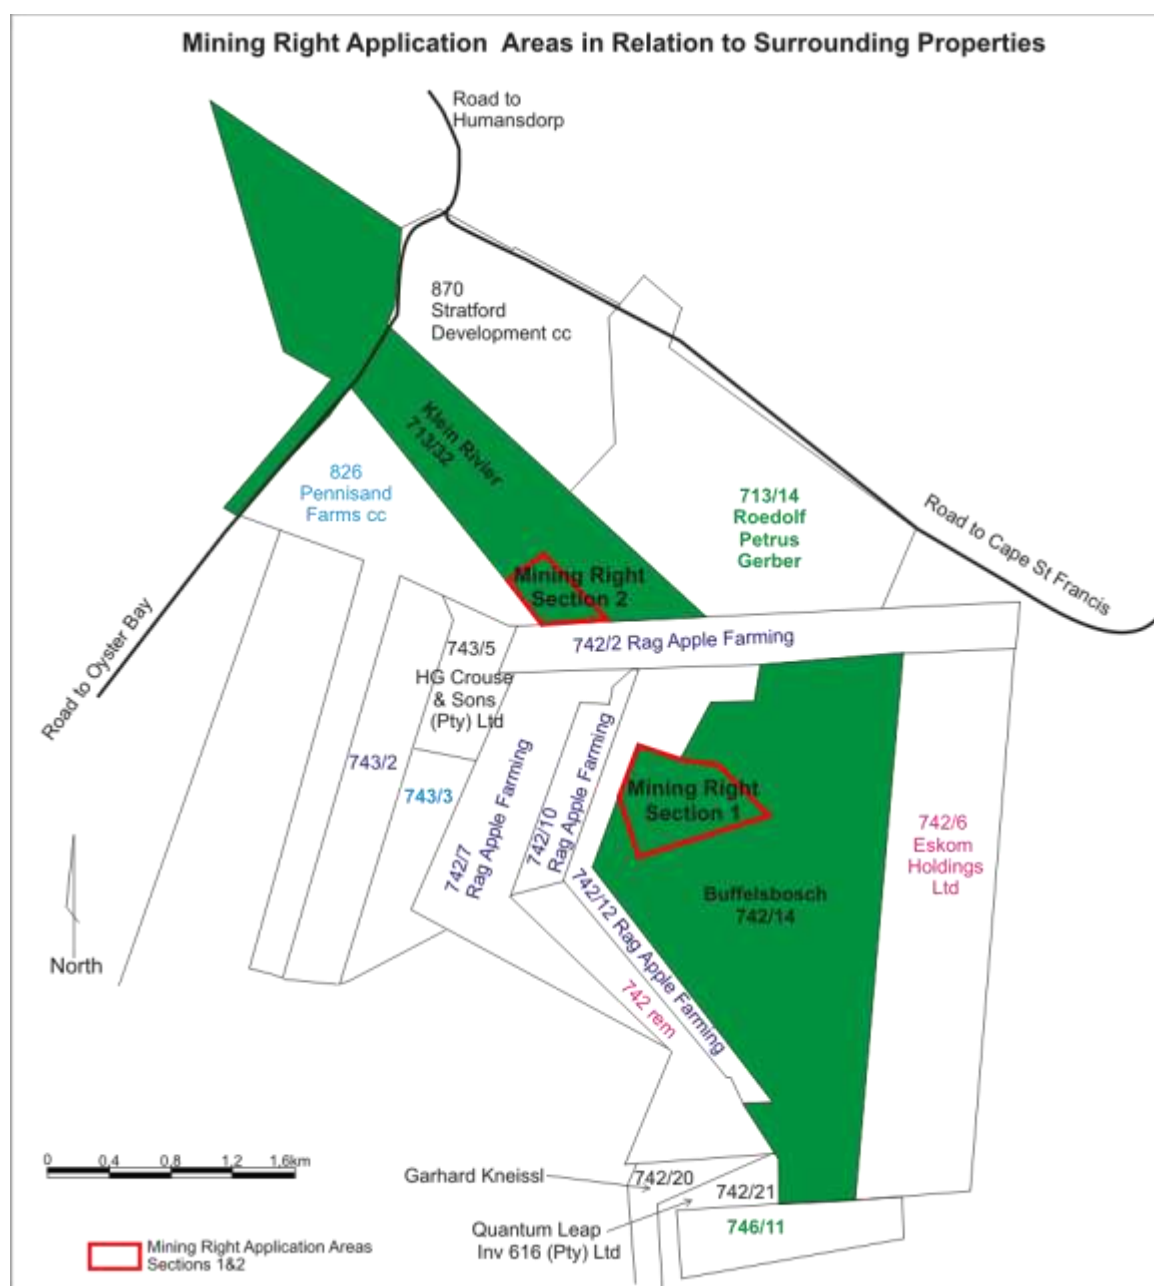 Mining Right Application Areas in Relation to Surrounding Properties
Road to
Humansdorp
870
Stratford
Development cc
Klein Rivier
713/32
826
Pennisand
Farms cc
713/14
Roedolf
Petrus
Gerber
Road to Cape St Francis
Mining Right
Section 2
742/2 Rag Apple Farming
743/5
HG Crouse
& Sons
(Pty) Ltd
Road to Oyster Bay
743/2
743/3
742/7
Rag Apple Farming
742/10
Rag Apple Farming
Mining Right
Section 1
742/6
Eskom
Holdings
Ltd
742/12 Rag Apple Farming
Buffelsbosch
742/14
742 rem
North
0 0,4 0,8 1,2 1,6km
Garhard Kneissl
742/20
742/21
Quantum Leap
Inv 616 (Pty) Ltd
746/11
Mining Right Application Areas
Sections 1&2